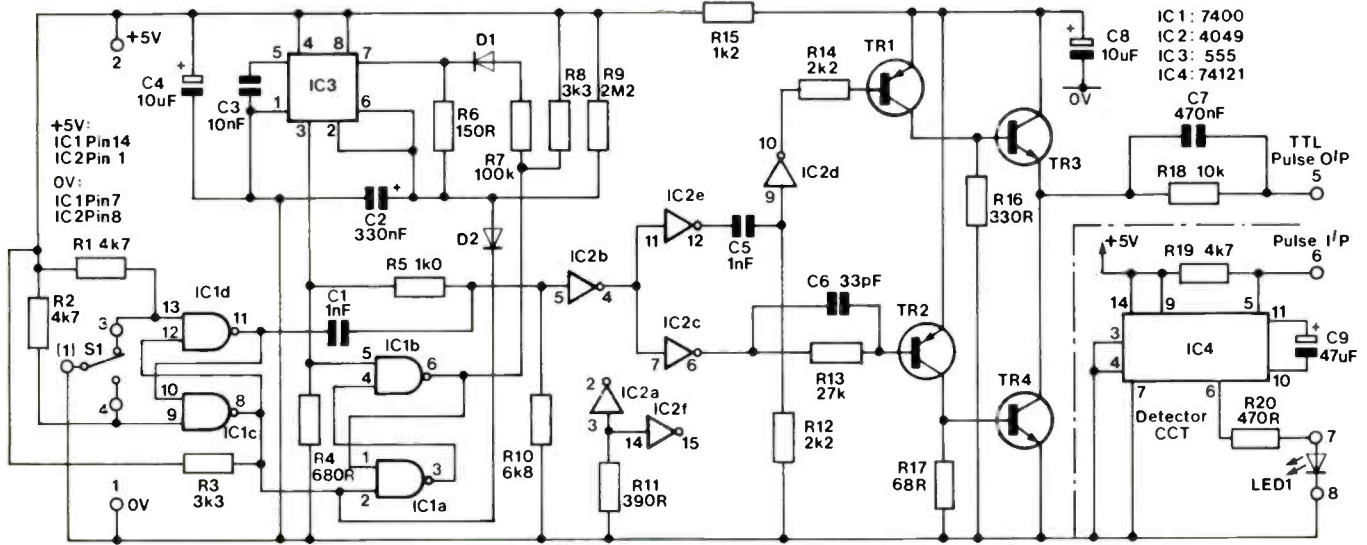 +5V
2
C4
10uF
+
5
4
8
7
IC3
1
3
2
6
C3
10nF
D1
R6
150R
R7
100k
R8
3k3
R9
2M2
C2
330nF
+
D2
R15
1k2
R14
2k2
TR1
TR3
+
C8
10uF
0V
IC1: 7400
IC2: 4049
IC3: 555
IC4: 74121
C7
470nF
R18 10k
TTL
Pulse O/P
5
+5V:
IC1 Pin14
IC2 Pin 1
0V:
IC1 Pin7
IC2 Pin8
R1 4k7
R2
4k7
3
(1)
S1
4
13
12
11
IC1d
10
9
8
IC1c
R3
3k3
1
0V
C1
1nF
R5 1k0
R4
680R
IC1b
5
4
6
1
2
3
IC1a
R10
6k8
IC2b
5
4
IC2e
11
12
C5
1nF
IC2d
10
9
IC2c
7
6
C6 33pF
R13
27k
TR2
2
IC2a
3
IC2f
14
15
R11
390R
R12
2k2
R16
330R
R17
68R
TR4
+5V
R19 4k7
Pulse I/P
6
14
9
5
11
3
4
IC4
+
C9
47uF
10
7
6
Detector
CCT
R20
470R
7
LED1
8